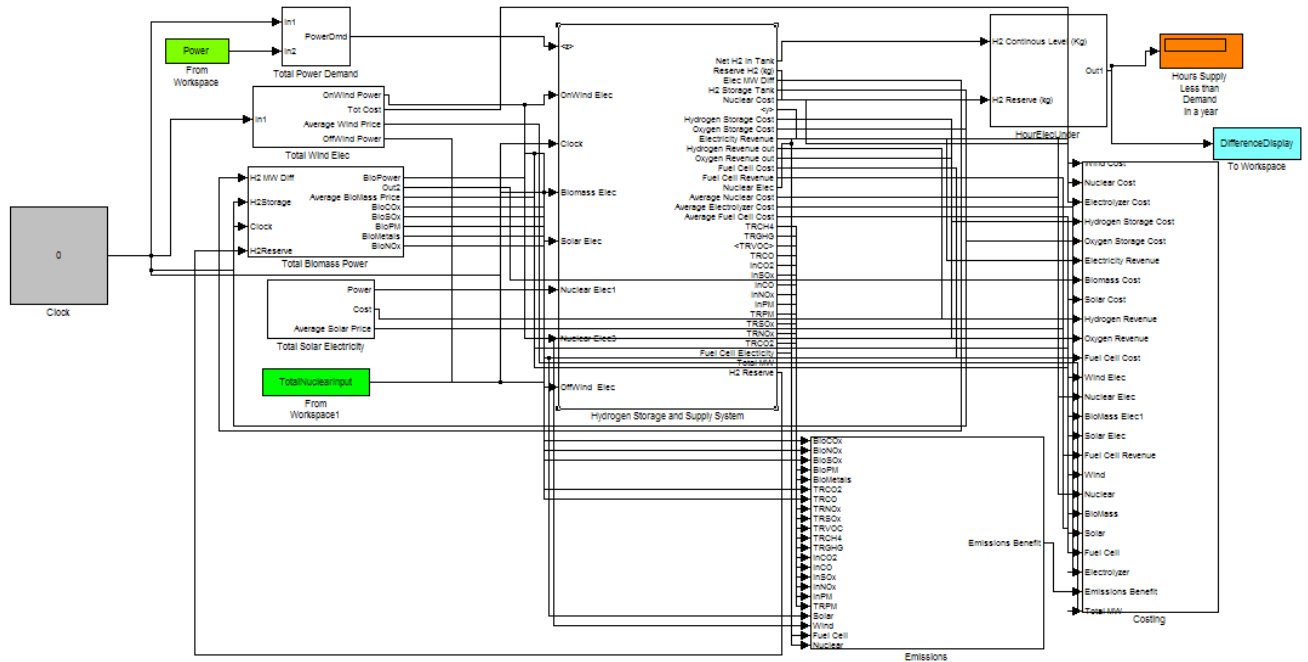 In1
In2
PowerDmd
Total Power Demand
Power
From
Workspace
In1
OnWind Power
Tot Cost
Average Wind Price
OffWind Power
Total Wind Elec
H2 MW Diff
H2Storage
Clock
H2Reserve
BioPower
Out2
Average BioMass Price
BioCOx
BioSOx
BioPM
BioMetals
BioNOx
Total Biomass Power
0
Clock
Power
Cost
Average Solar Price
Total Solar Electricity
TotalNuclearInput
From
Workspace1
OnWind Elec
Clock
Biomass Elec
Solar Elec
Nuclear Elec1
Nuclear Elec3
OffWind Elec
Net H2 In Tank
Reserve H2 (kg)
Elec MW Diff
H2 Storage Tank
Nuclear Cost
<y>
Hydrogen Storage Cost
Oxygen Storage Cost
Electricity Revenue
Hydrogen Revenue out
Oxygen Revenue out
Fuel Cell Cost
Fuel Cell Revenue
Nuclear Elec
Average Nuclear Cost
Average Electrolyzer Cost
Average Fuel Cell Cost
TRCH4
TRGHG
<TRVOC>
TRCO
InCO2
InSOx
InCO
InNOx
InPM
TRPM
TRSOx
TRNOx
TRCO2
Fuel Cell Electicity
Total MW
H2 Reserve
Hydrogen Storage and Supply System
H2 Continous Level (Kg)
H2 Reserve (kg)
Out1
HourElecUnder
Hours Supply
Less than
Demand
In a year
DifferenceDisplay
To Workspace
Wind Cost
Nuclear Cost
Electrolyzer Cost
Hydrogen Storage Cost
Oxygen Storage Cost
Electricity Revenue
Biomass Cost
Solar Cost
Hydrogen Revenue
Oxygen Revenue
Fuel Cell Cost
Wind Elec
Nuclear Elec
BioMass Elec1
Solar Elec
Fuel Cell Revenue
Wind
Nuclear
BioMass
Solar
Fuel Cell
Electrolyzer
Emissions Benefit
Total MW
Costing
BioCOx
BioNOx
BioSOx
BioPM
BioMetals
TRCO2
TRCO
TRNOx
TRSOx
TRVOC
TRCH4
TRGHG
InCO2
InCO
InSOx
InNOx
InPM
TRPM
Solar
Wind
Fuel Cell
Nuclear
Emissions Benefit
Emissions